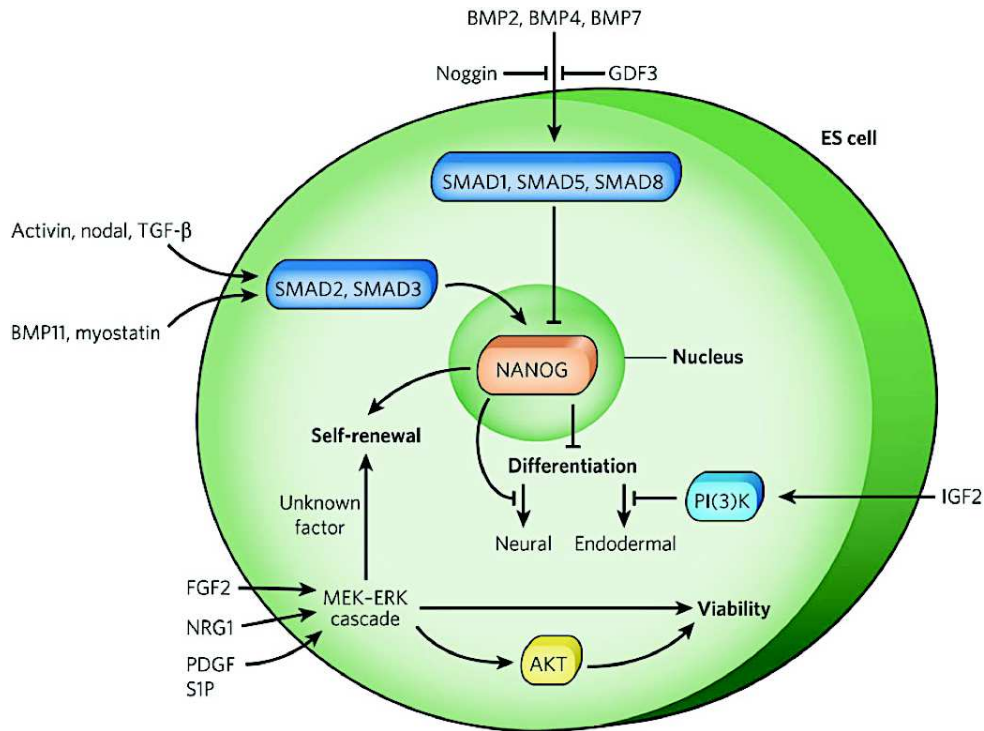 BMP2, BMP4, BMP7
Noggin
GDF3
ES cell
SMAD1, SMAD5, SMAD8
Activin, nodal, TGF-β
SMAD2, SMAD3
BMP11, myostatin
Nucleus
NANOG
Self-renewal
Differentiation
PI(3)K
IGF2
Unknown
factor
Neural
Endodermal
FGF2
MEK–ERK
cascade
Viability
NRG1
AKT
PDGF
S1P